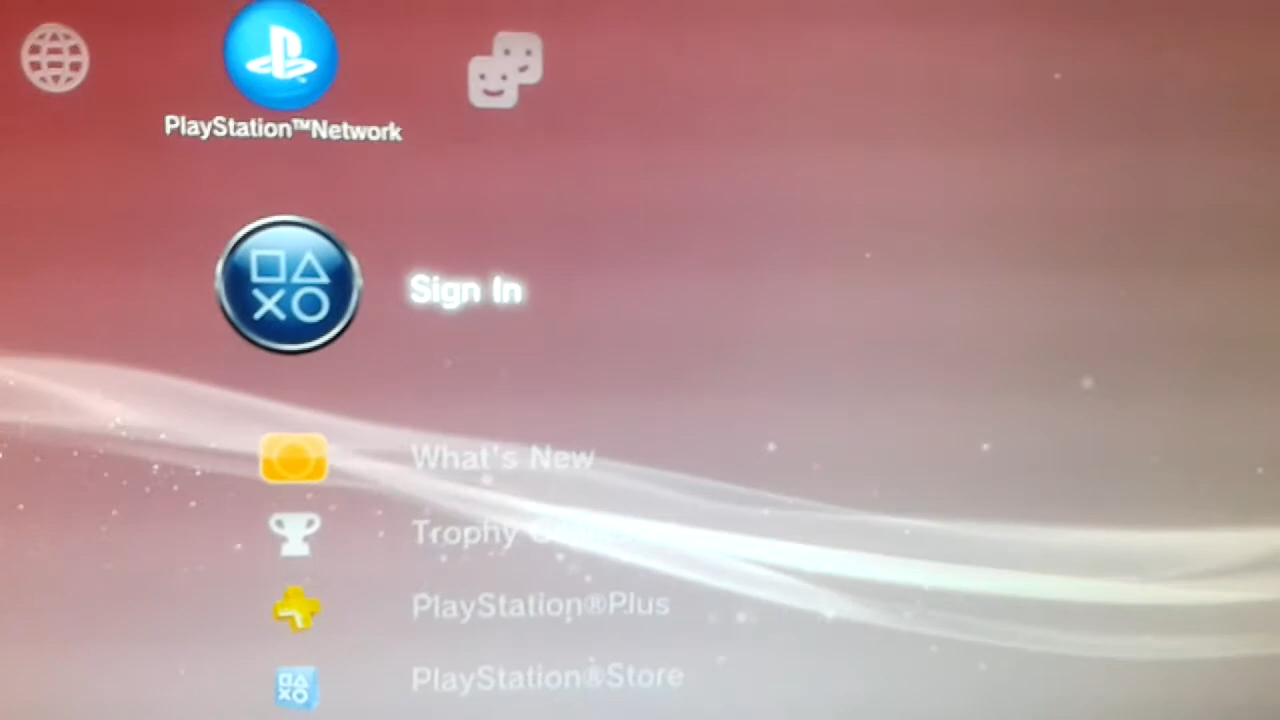 PlayStation™Network
Sign In
What's New
Trophy
PlayStation®Plus
PlayStation®Store